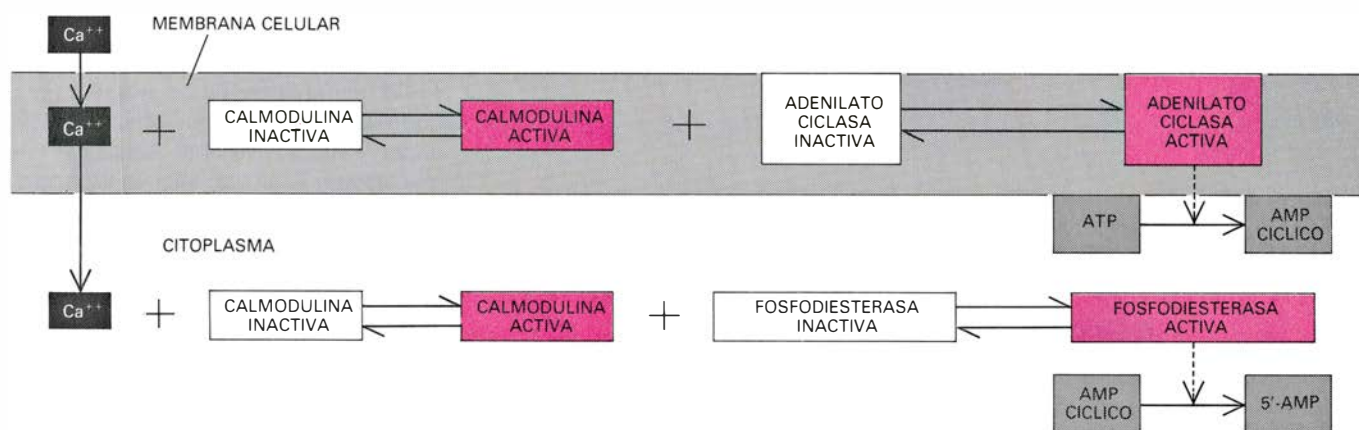 MEMBRANA CELULAR
Ca⁺⁺
Ca⁺⁺
+
CALMODULINA
INACTIVA
CALMODULINA
ACTIVA
+
ADENILATO
CICLASA
INACTIVA
ADENILATO
CICLASA
ACTIVA
ATP
AMP
CICLICO
CITOPLASMA
Ca⁺⁺
+
CALMODULINA
INACTIVA
CALMODULINA
ACTIVA
+
FOSFODIESTERASA
INACTIVA
FOSFODIESTERASA
ACTIVA
AMP
CICLICO
5'-AMP